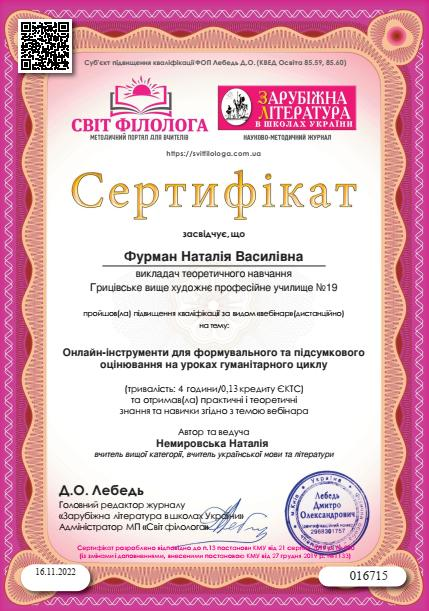 Суб'єкт підвищення кваліфікації ФОП Лебедь Д.О. (КВЕД Освіта 85.59, 85.60)
СВІТ ФІЛОЛОГА
МЕТОДИЧНИЙ ПОРТАЛ ДЛЯ ВЧИТЕЛІВ
ЗАРУБІЖНА
ЛІТЕРАТУРА
В ШКОЛАХ УКРАЇНИ
НАУКОВО-МЕТОДИЧНИЙ ЖУРНАЛ
https://svitfilologa.com.ua
Сертифікат
засвідчує, що
Фурман Наталія Василівна
викладач теоретичного навчання
Грицівське вище художнє професійне училище №19
пройшов(ла) підвищення кваліфікації за видом «вебінар»(дистанційно)
на тему:
Онлайн-інструменти для формувального та підсумкового
оцінювання на уроках гуманітарного циклу
(тривалість: 4 години/0,13 кредиту ЄКТС)
та отримав(ла) практичні і теоретичні
знання та навички згідно з темою вебінара
Автор та ведуча
Немировська Наталія
вчитель вищої категорії, вчитель української мови та літератури
Д.О. Лебедь
Головний редактор журналу
«Зарубіжна література в школах України»
Адміністратор МП «Світ філолога»
Україна
м.Київ
Лебедь
Дмитро
Олександрович
Сертифікат розроблено відповідно до п.13 постанови КМУ від 21 серпня
(із змінами і доповненнями, внесеними постановою КМУ від 27 грудня 2019 р. №1133)
16.11.2022
016715